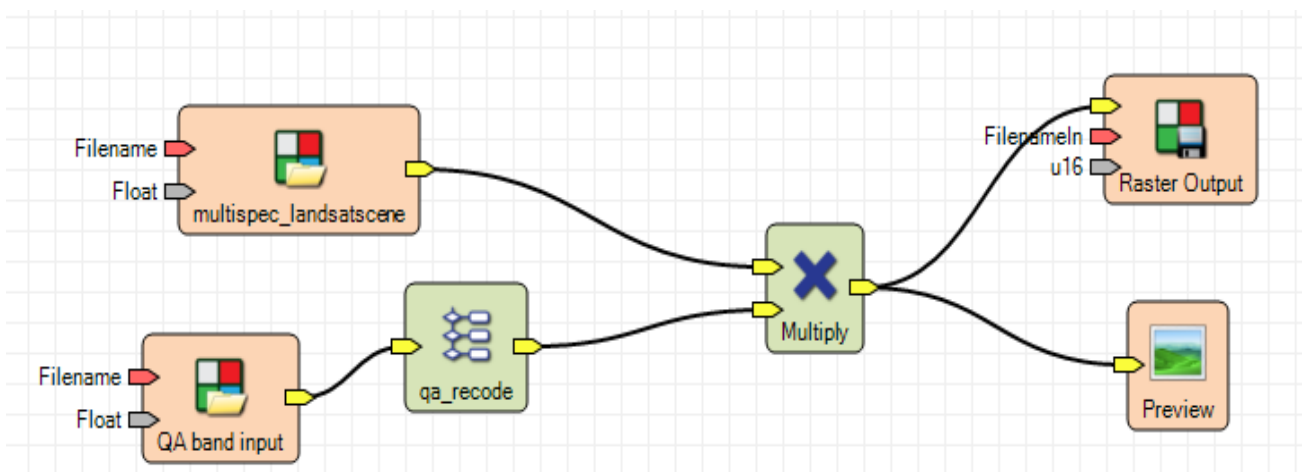 Filename
Float
multispec_landsatscene
Filename
Float
QA band input
qa_recode
Multiply
FilenameIn
u16
Raster Output
Preview